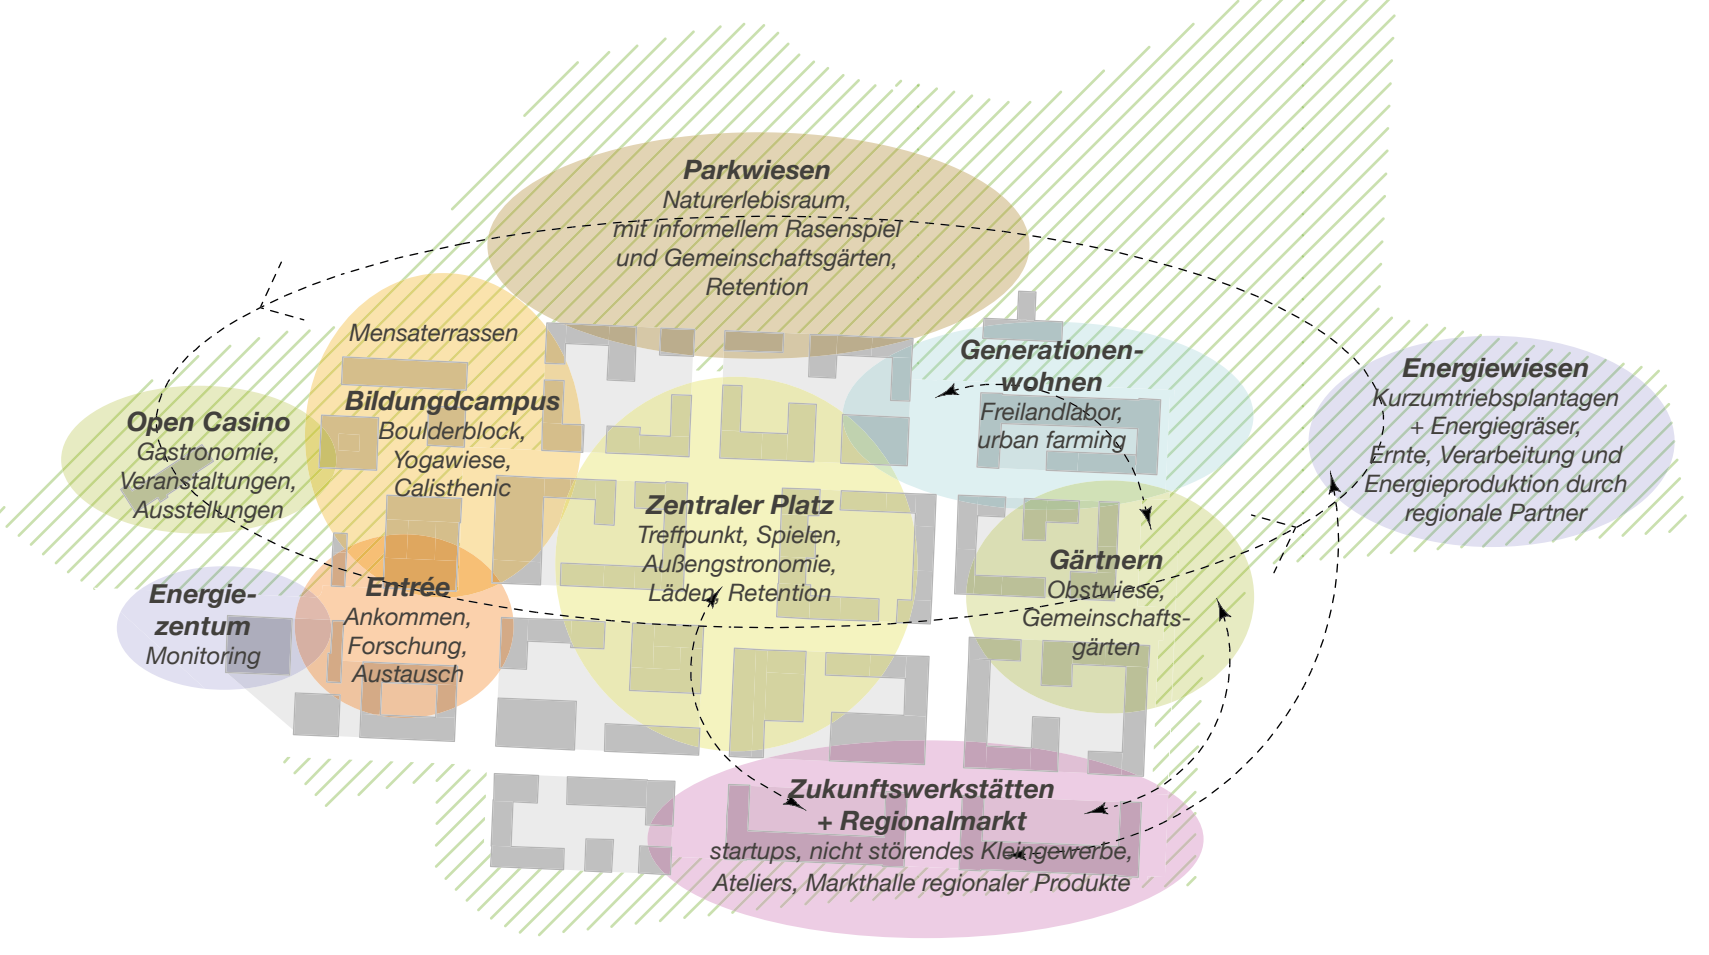 Parkwiesen
Naturerlebisraum,
mit informellem Rasenspiel
und Gemeinschaftsgärten,
Retention
Mensaterrassen
Bildungdcampus
Boulderblock,
Yogawiese,
Calisthenic
Open Casino
Gastronomie,
Veranstaltungen,
Ausstellungen
Generationen-
wohnen
Freilandlabor,
urban farming
Energiewiesen
Kurzumtriebsplantagen
+ Energiegräser,
Ernte, Verarbeitung und
Energieproduktion durch
regionale Partner
Zentraler Platz
Treffpunkt, Spielen,
Außengstronomie,
Läden, Retention
Gärtnern
Obstwiese,
Gemeinschafts-
gärten
Energie-
zentum
Monitoring
Entrée
Ankommen,
Forschung,
Austausch
Zukunftswerkstätten
+ Regionalmarkt
startups, nicht störendes Kleingewerbe,
Ateliers, Markthalle regionaler Produkte